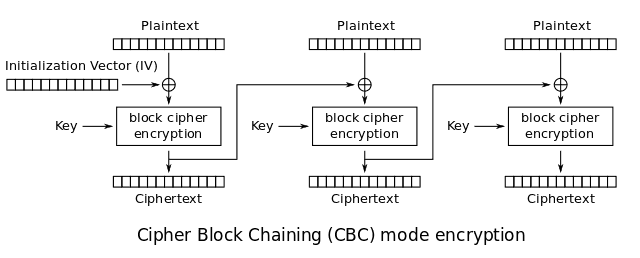 Plaintext
Plaintext
Plaintext
Initialization Vector (IV)
Key
block cipher
encryption
Key
block cipher
encryption
Key
block cipher
encryption
Ciphertext
Ciphertext
Ciphertext
Cipher Block Chaining (CBC) mode encryption